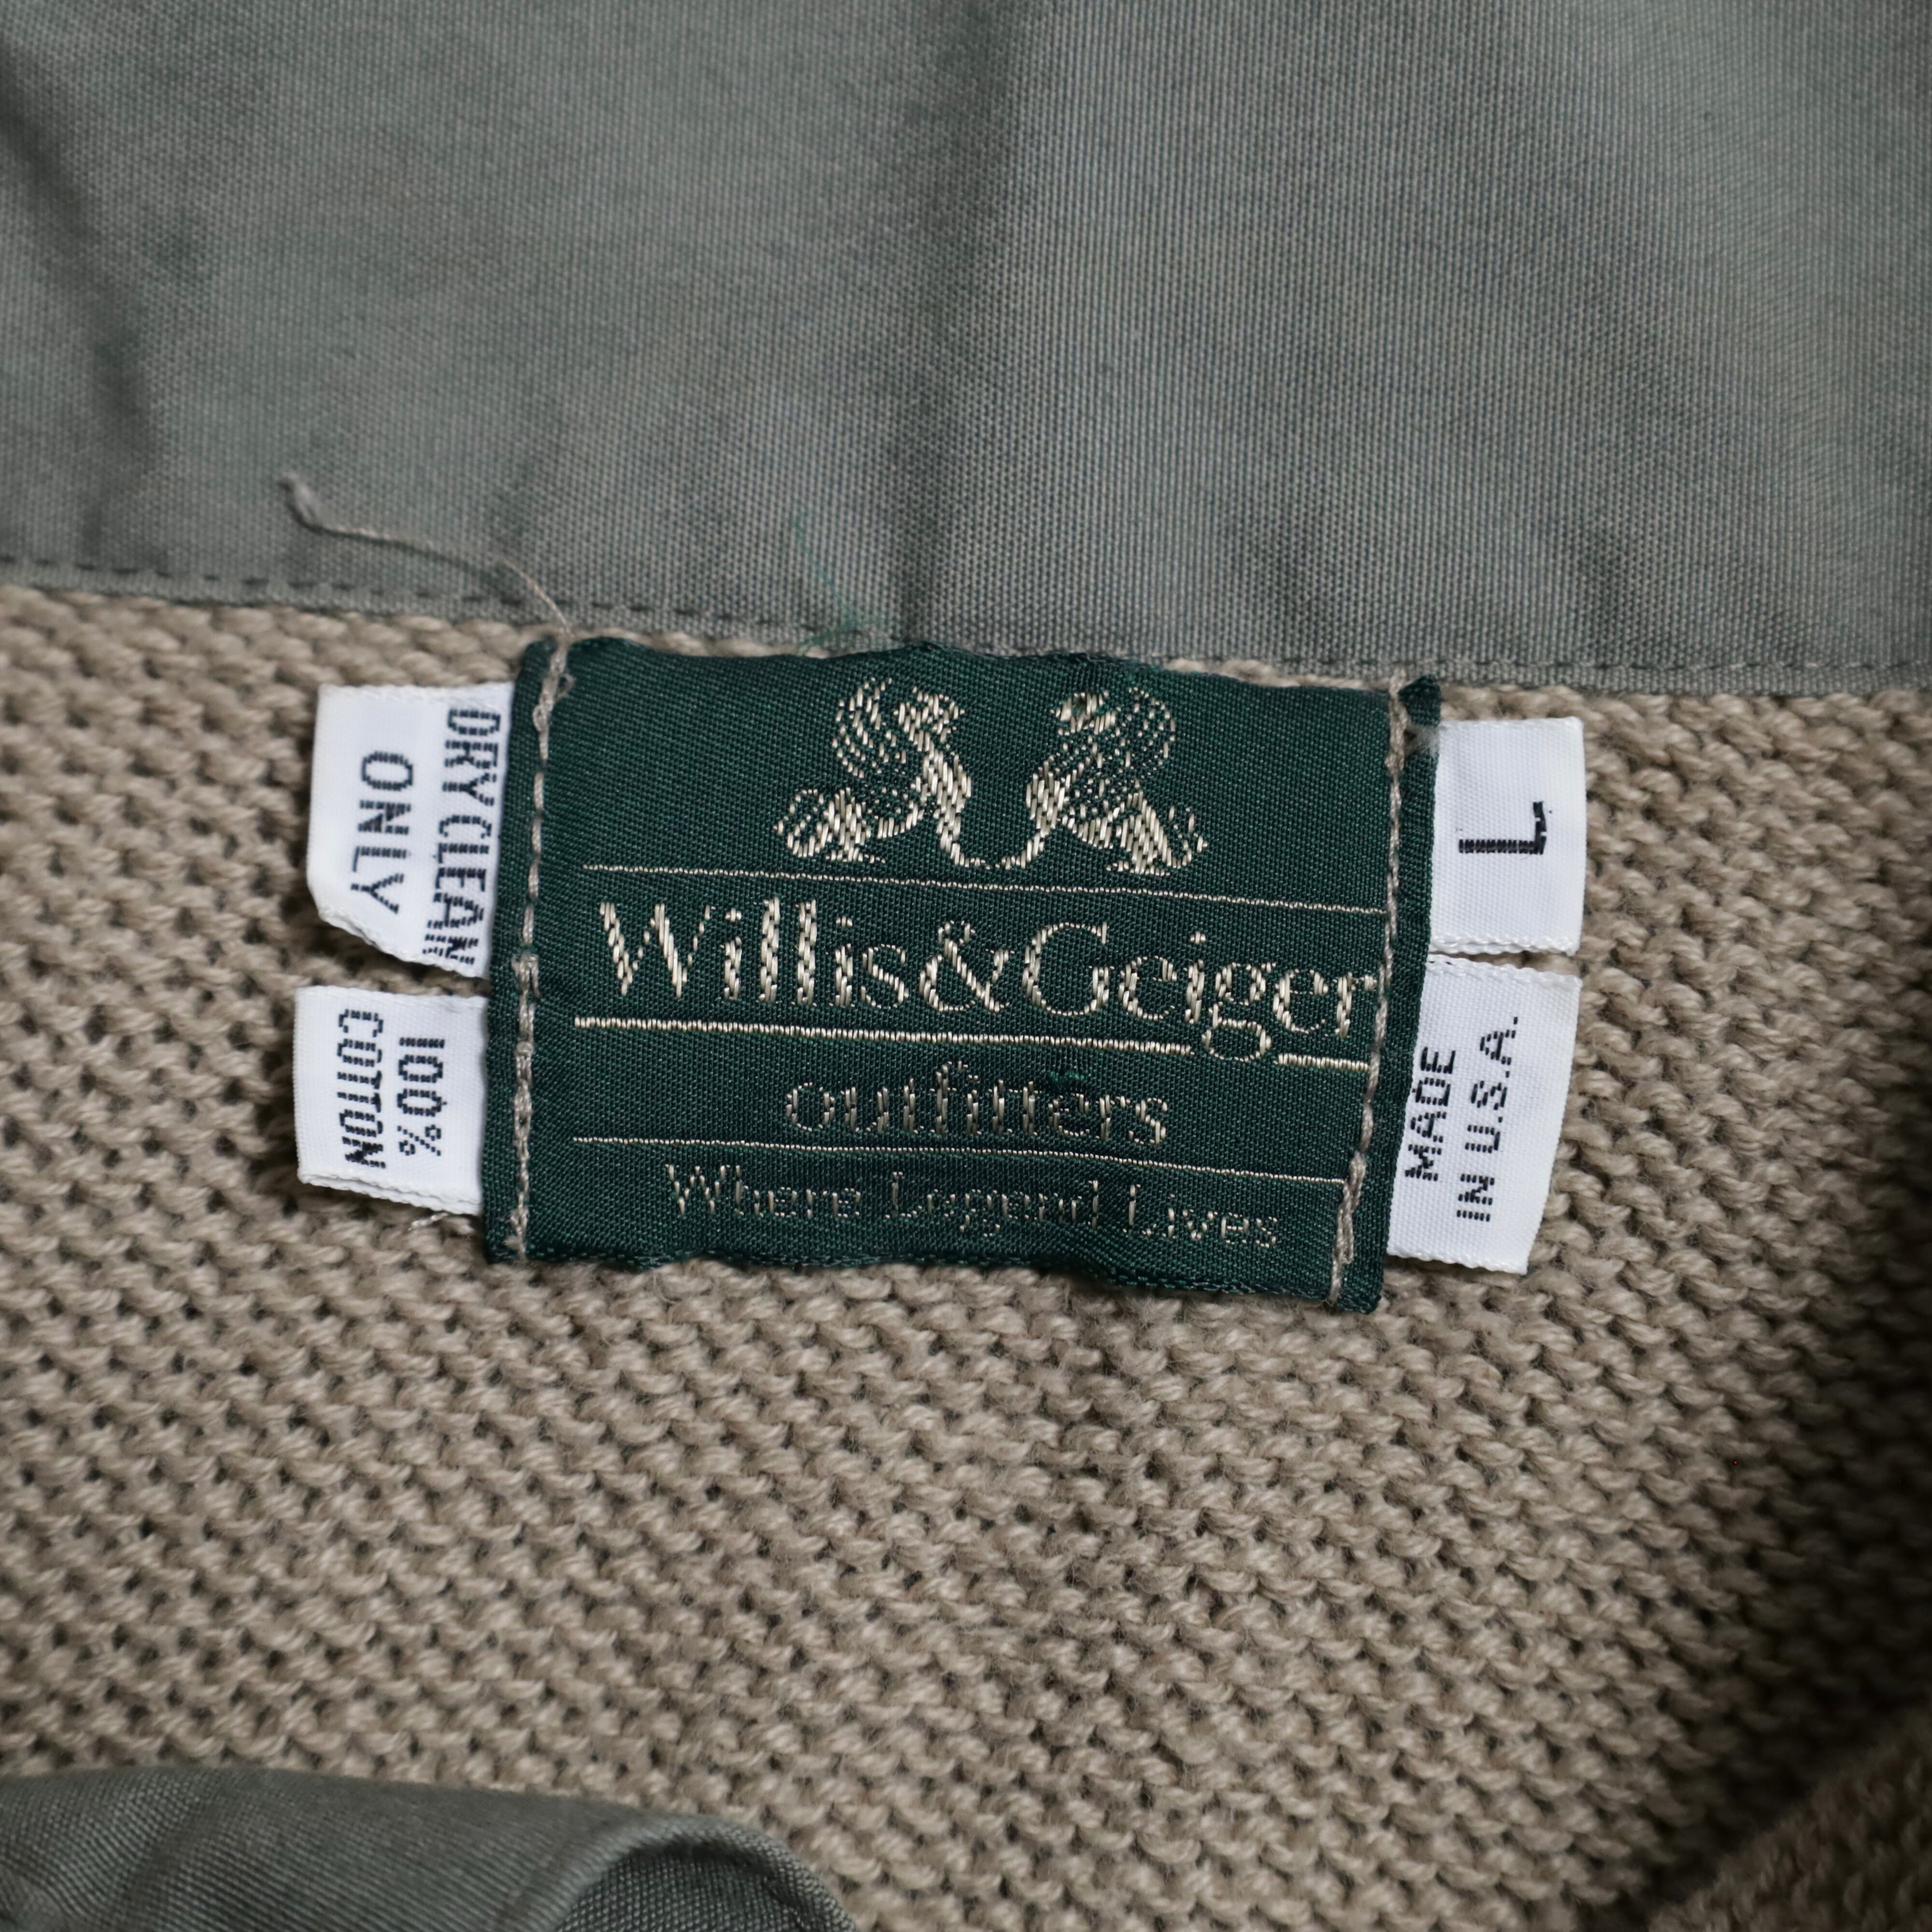 DRY CLEAN
ONLY
100%
COTTON
Willis&Geiger
outfitters
Where Legend Lives
L
MADE
IN U.S.A.